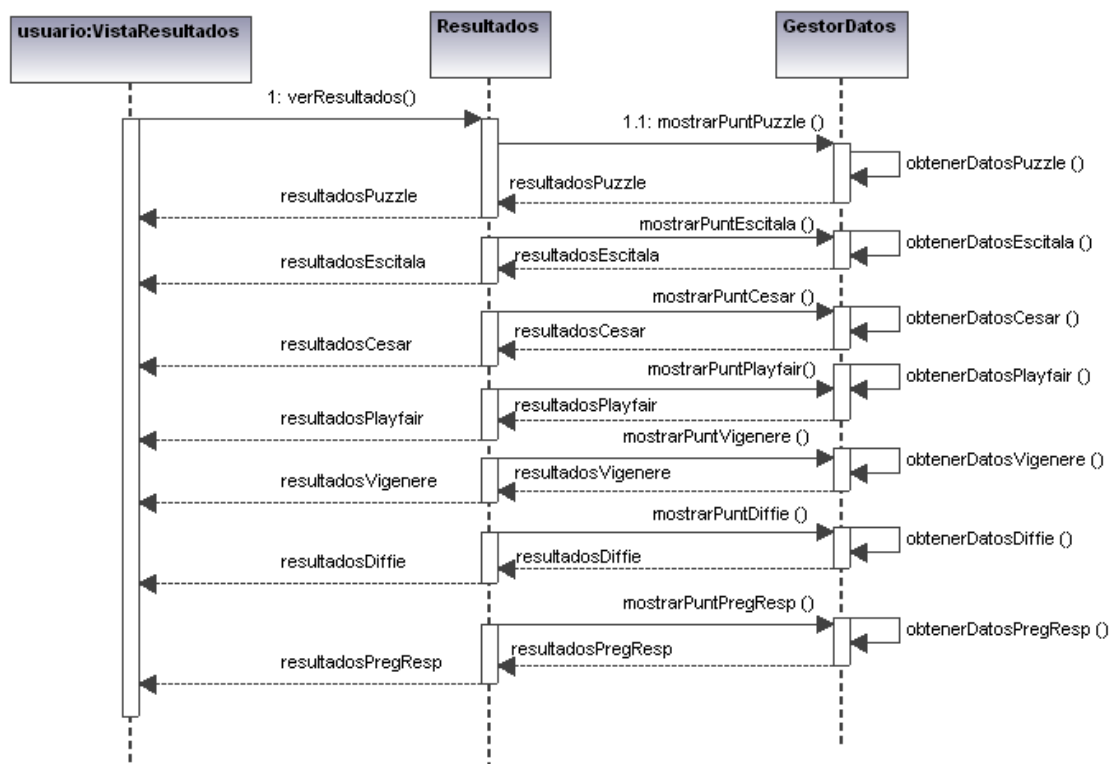 usuario:VistaResultados
Resultados
GestorDatos
1: verResultados()
1.1: mostrarPuntPuzzle ()
obtenerDatosPuzzle ()
resultadosPuzzle
resultadosPuzzle
mostrarPuntEscitala ()
obtenerDatosEscitala ()
resultadosEscitala
resultadosEscitala
mostrarPuntCesar ()
obtenerDatosCesar ()
resultadosCesar
resultadosCesar
mostrarPuntPlayfair()
obtenerDatosPlayfair ()
resultadosPlayfair
resultadosPlayfair
mostrarPuntVigenere ()
obtenerDatosVigenere ()
resultadosVigenere
resultadosVigenere
mostrarPuntDiffie ()
obtenerDatosDiffie ()
resultadosDiffie
resultadosDiffie
mostrarPuntPregResp ()
obtenerDatosPregResp ()
resultadosPregResp
resultadosPregResp